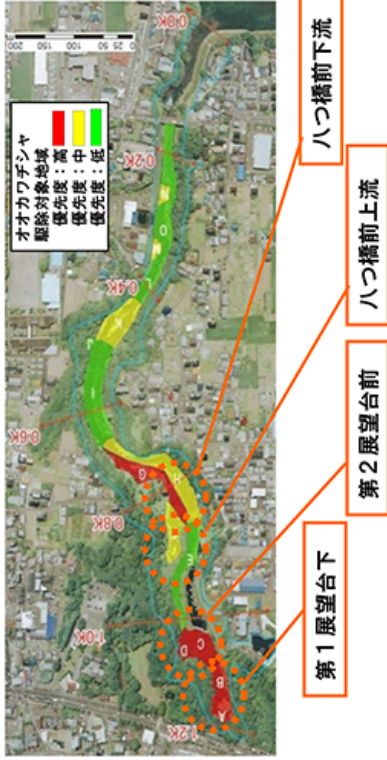 オオカワヂシャ
駆除対象地域
優先度：高
優先度：中
優先度：低
0 25 50 100 150 200
0.0K
0.2K
0.4K
0.6K
0.8K
1.0K
1.2K
A
B
C
D
E
G
H
I
J
K
L
O
第１展望台下
第２展望台前
八つ橋前上流
八つ橋前下流